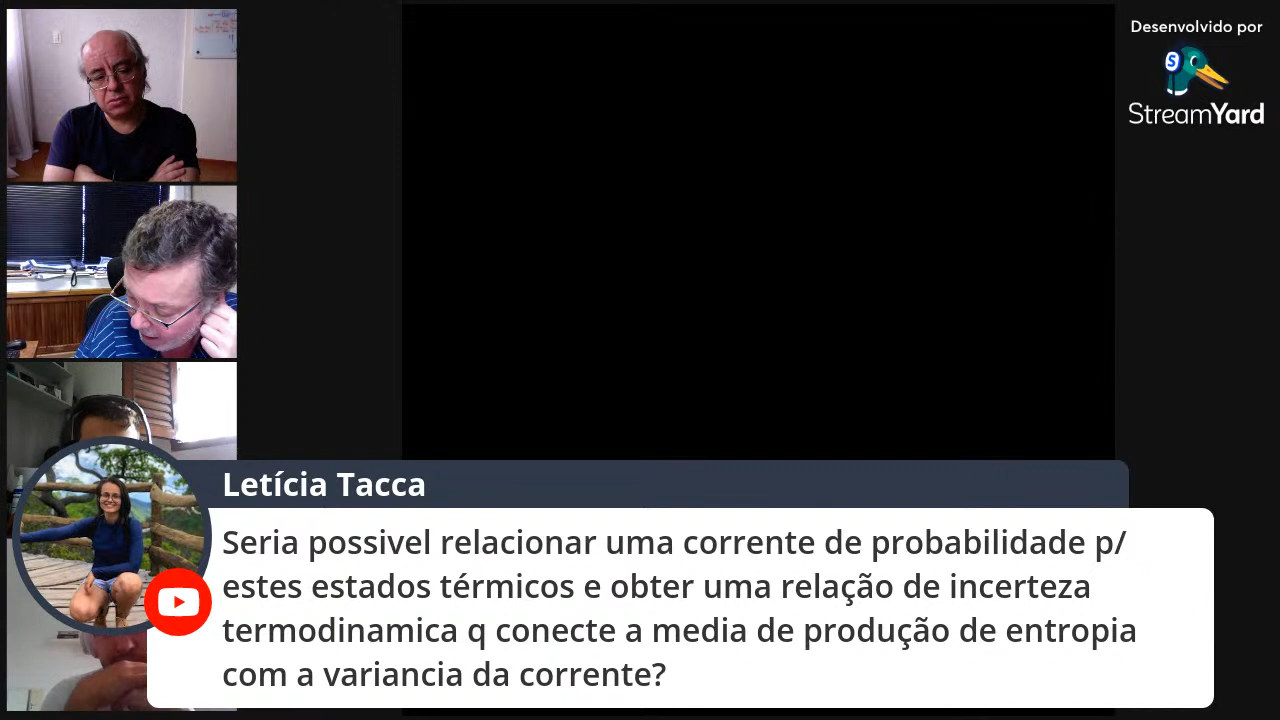 Desenvolvido por
S
StreamYard
Letícia Tacca
Seria possivel relacionar uma corrente de probabilidade p/
estes estados térmicos e obter uma relação de incerteza
termodinamica q conecte a media de produção de entropia
com a variancia da corrente?